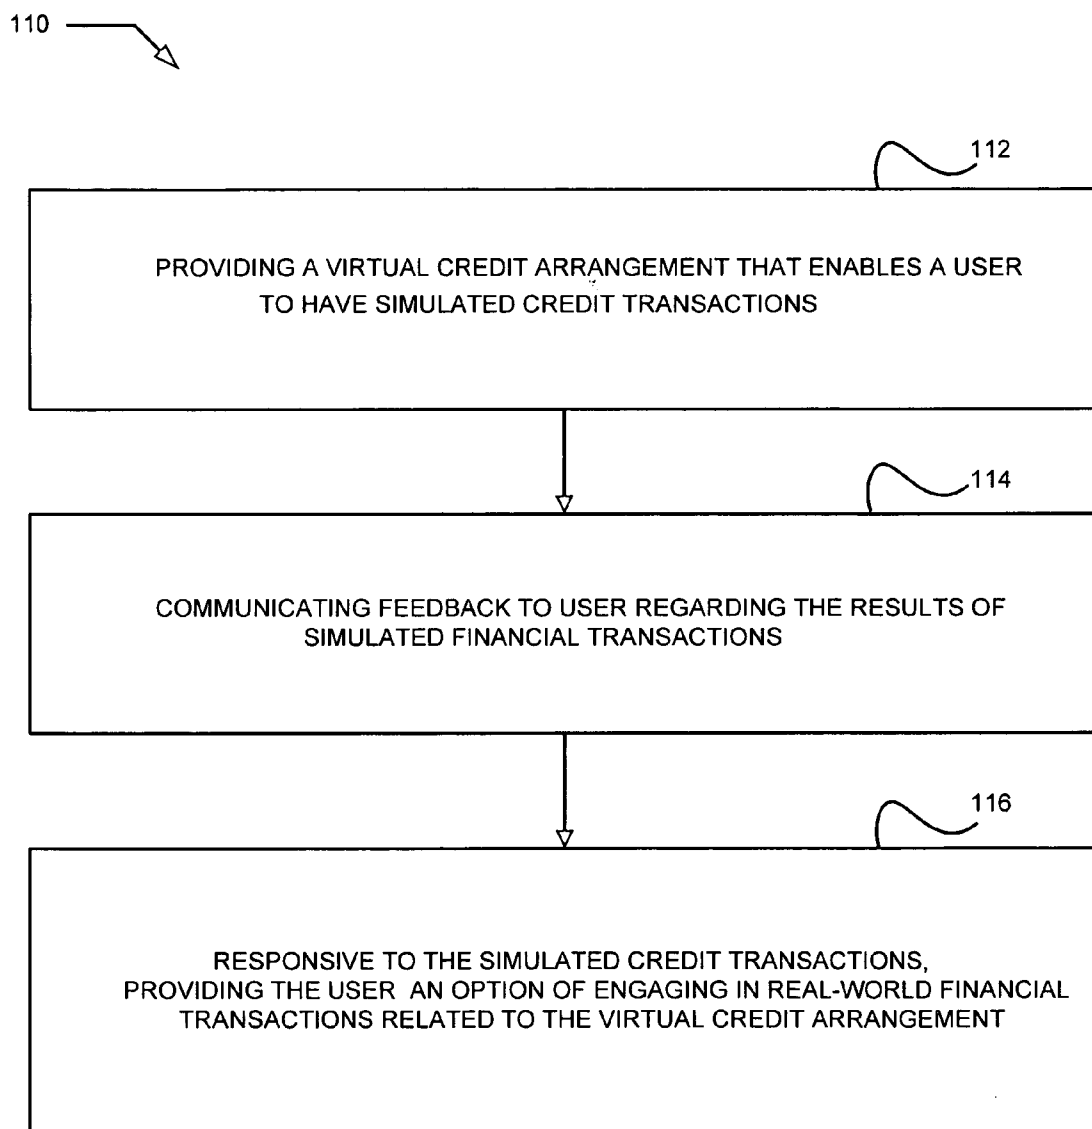 110
112
PROVIDING A VIRTUAL CREDIT ARRANGEMENT THAT ENABLES A USER
TO HAVE SIMULATED CREDIT TRANSACTIONS
114
COMMUNICATING FEEDBACK TO USER REGARDING THE RESULTS OF
SIMULATED FINANCIAL TRANSACTIONS
116
RESPONSIVE TO THE SIMULATED CREDIT TRANSACTIONS,
PROVIDING THE USER AN OPTION OF ENGAGING IN REAL-WORLD FINANCIAL
TRANSACTIONS RELATED TO THE VIRTUAL CREDIT ARRANGEMENT